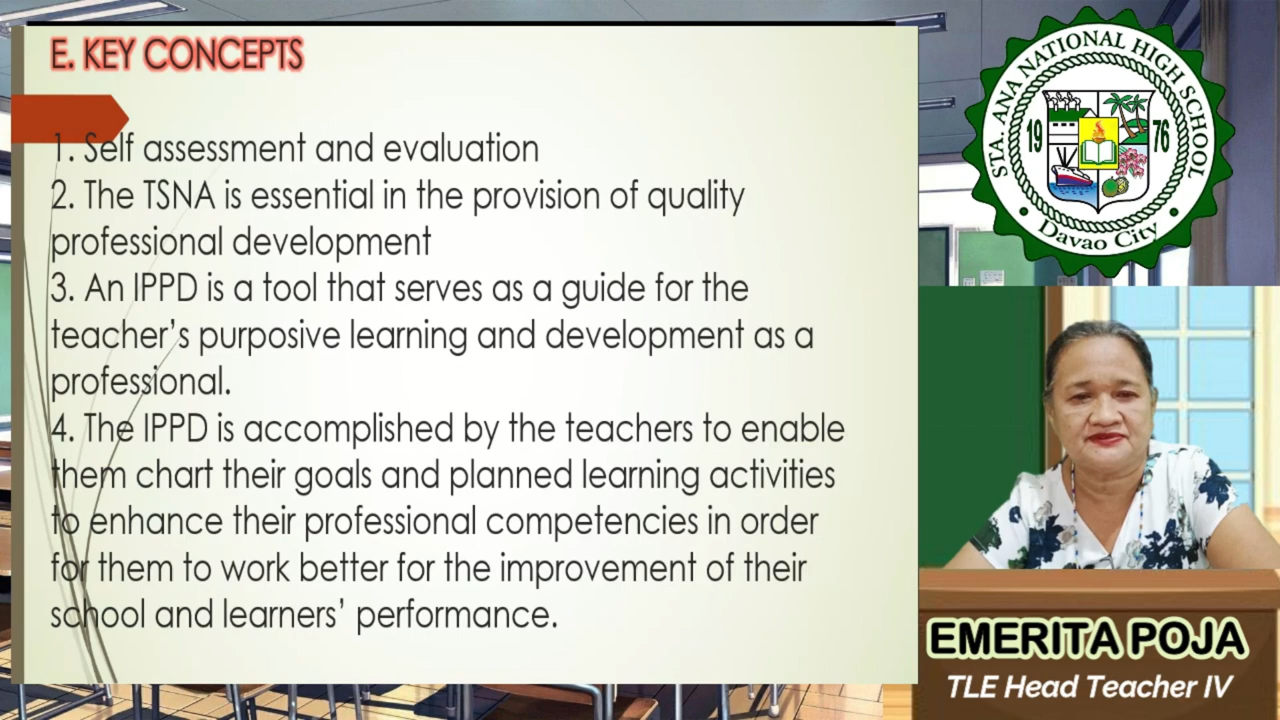 E. KEY CONCEPTS
1. Self assessment and evaluation
2. The TSNA is essential in the provision of quality
professional development
3. An IPPD is a tool that serves as a guide for the
teacher's purposive learning and development as a
professional.
4. The IPPD is accomplished by the teachers to enable
them chart their goals and planned learning activities
to enhance their professional competencies in order
for them to work better for the improvement of their
school and learners' performance.
STA. ANA NATIONAL HIGH SCHOOL
19 76
Davao City
EMERITA POJA
TLE Head Teacher IV